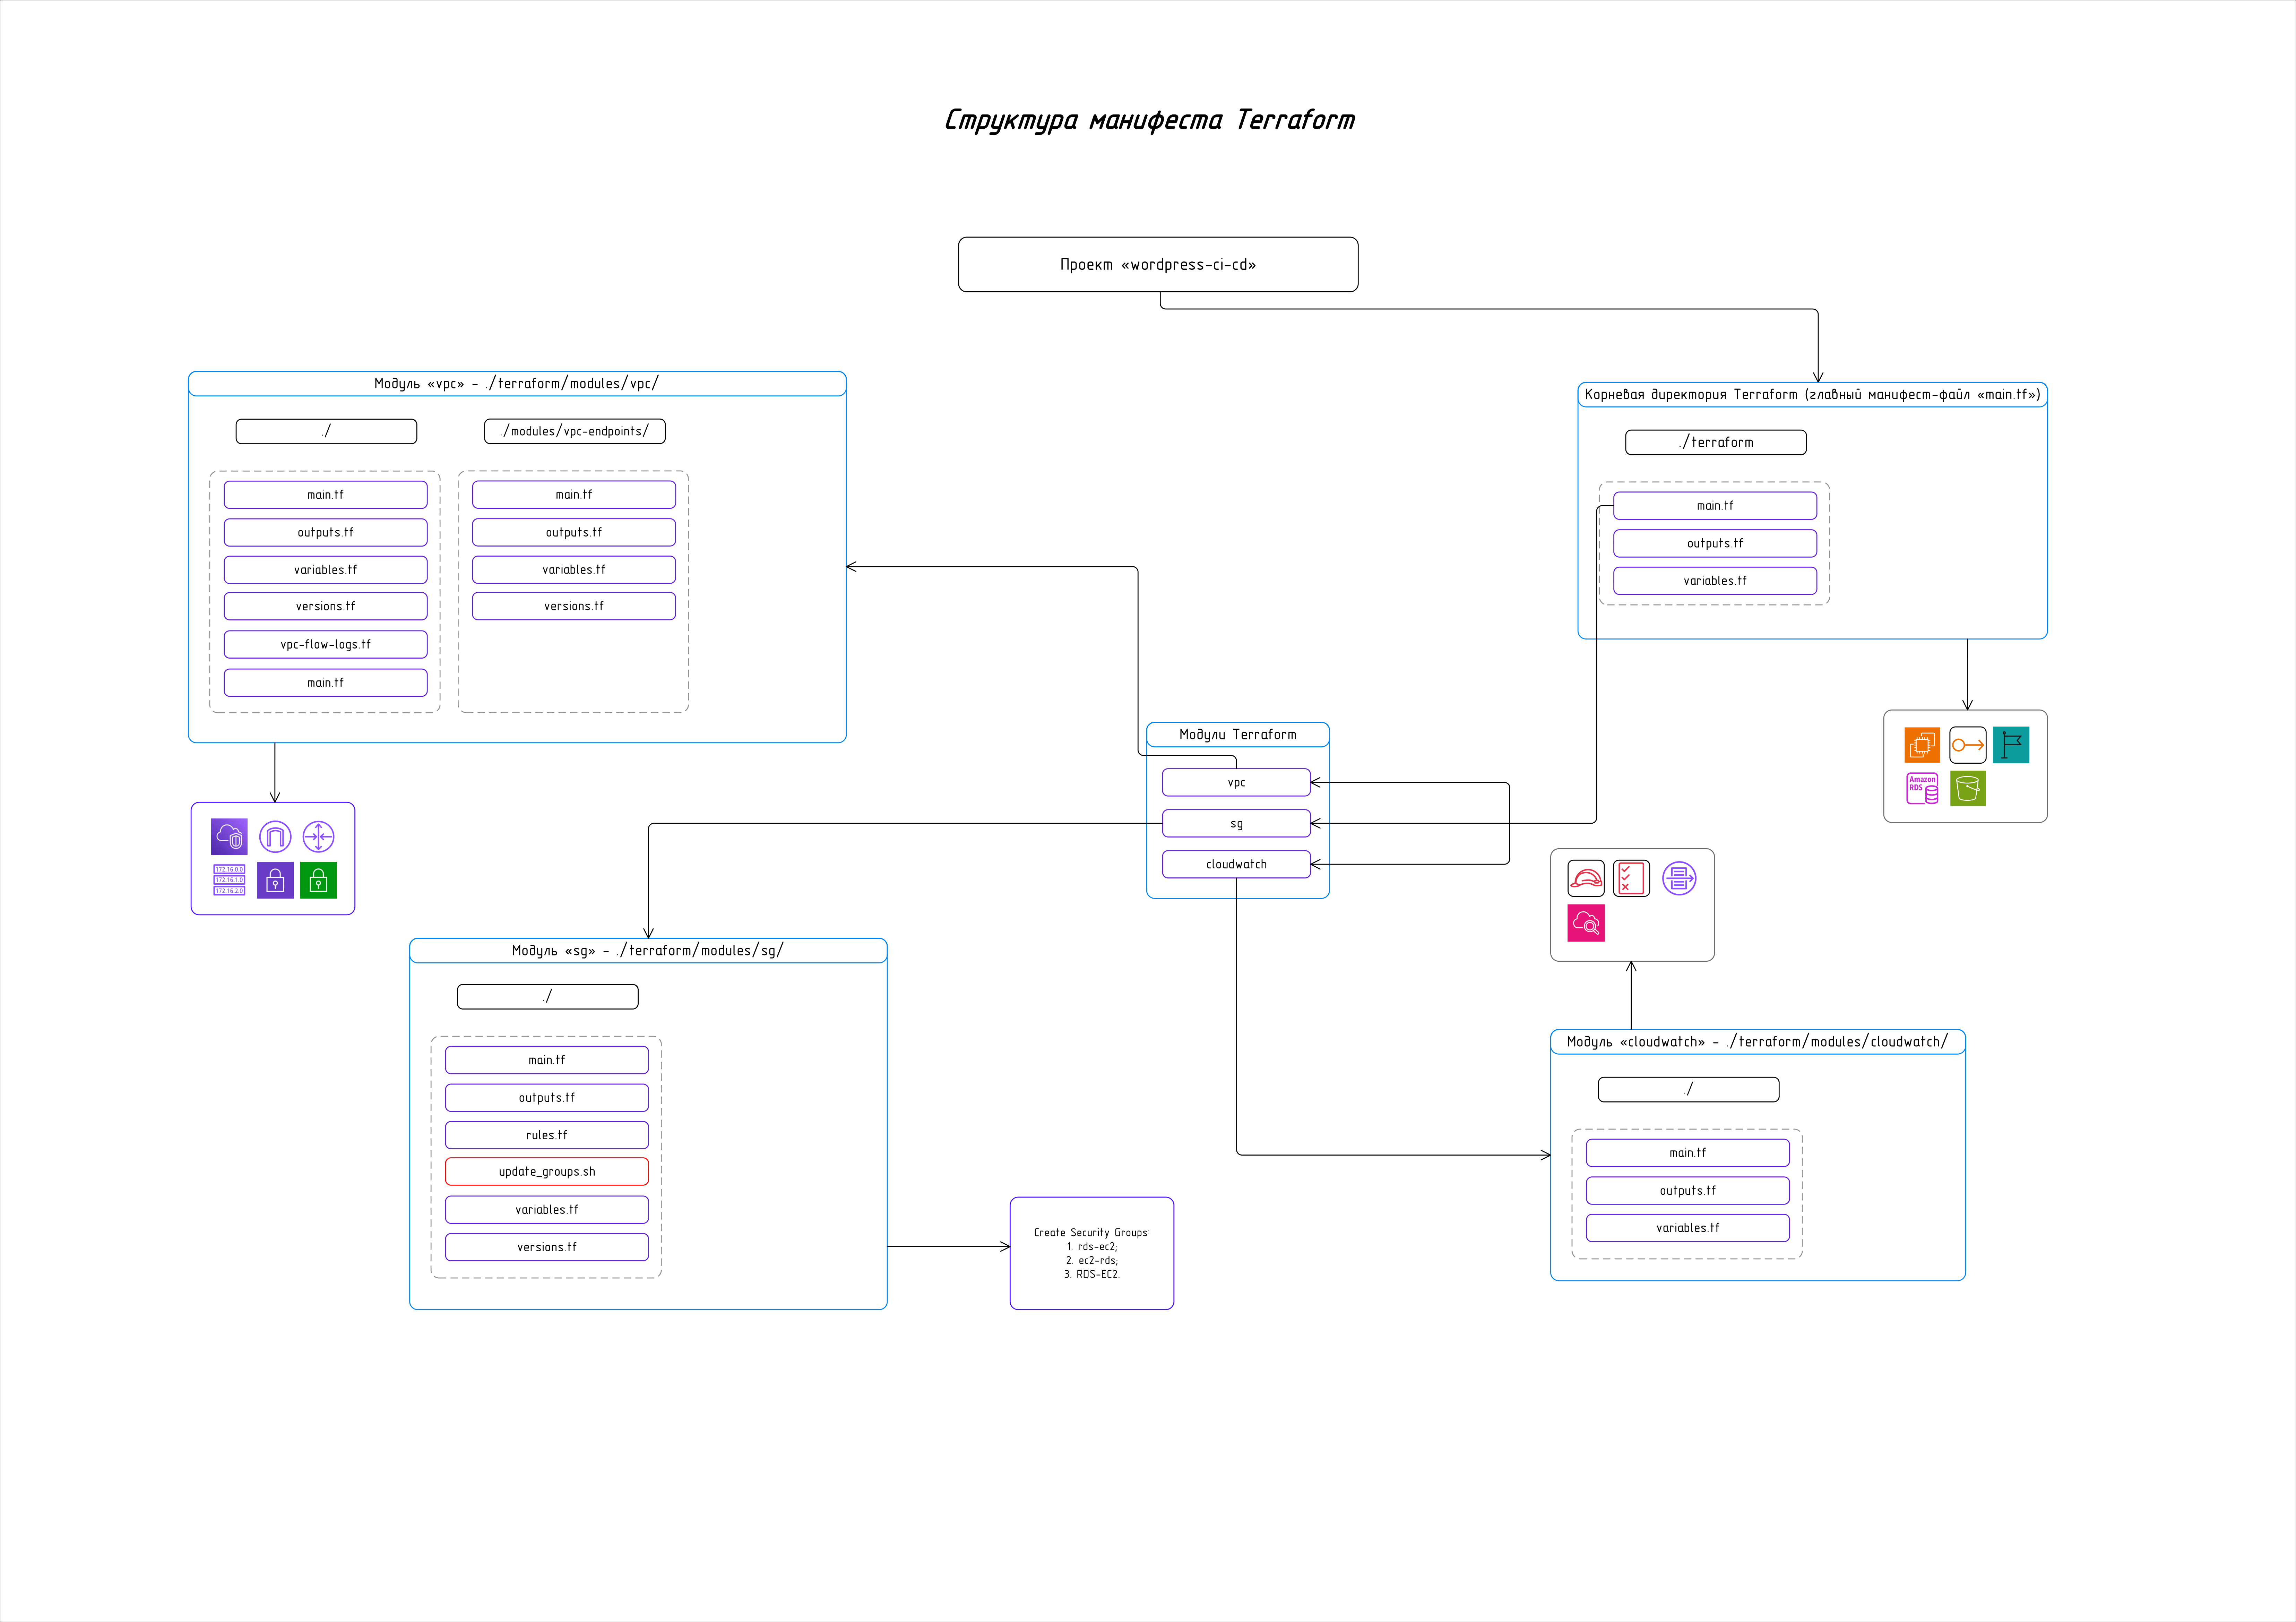 Структура манифеста Terraform
Проект «wordpress-ci-cd»
Модуль «vpc» - ./terraform/modules/vpc/
./
main.tf
outputs.tf
variables.tf
versions.tf
vpc-flow-logs.tf
main.tf
./modules/vpc-endpoints/
main.tf
outputs.tf
variables.tf
versions.tf
172.16.0.0
172.16.1.0
172.16.2.0
Корневая директория Terraform (главный манифест-файл «main.tf»)
./terraform
main.tf
outputs.tf
variables.tf
Amazon
RDS
Модули Terraform
vpc
sg
cloudwatch
Модуль «sg» - ./terraform/modules/sg/
./
main.tf
outputs.tf
rules.tf
update_groups.sh
variables.tf
versions.tf
Create Security Groups:
1. rds-ec2;
2. ec2-rds;
3. RDS-EC2.
Модуль «cloudwatch» - ./terraform/modules/cloudwatch/
./
main.tf
outputs.tf
variables.tf